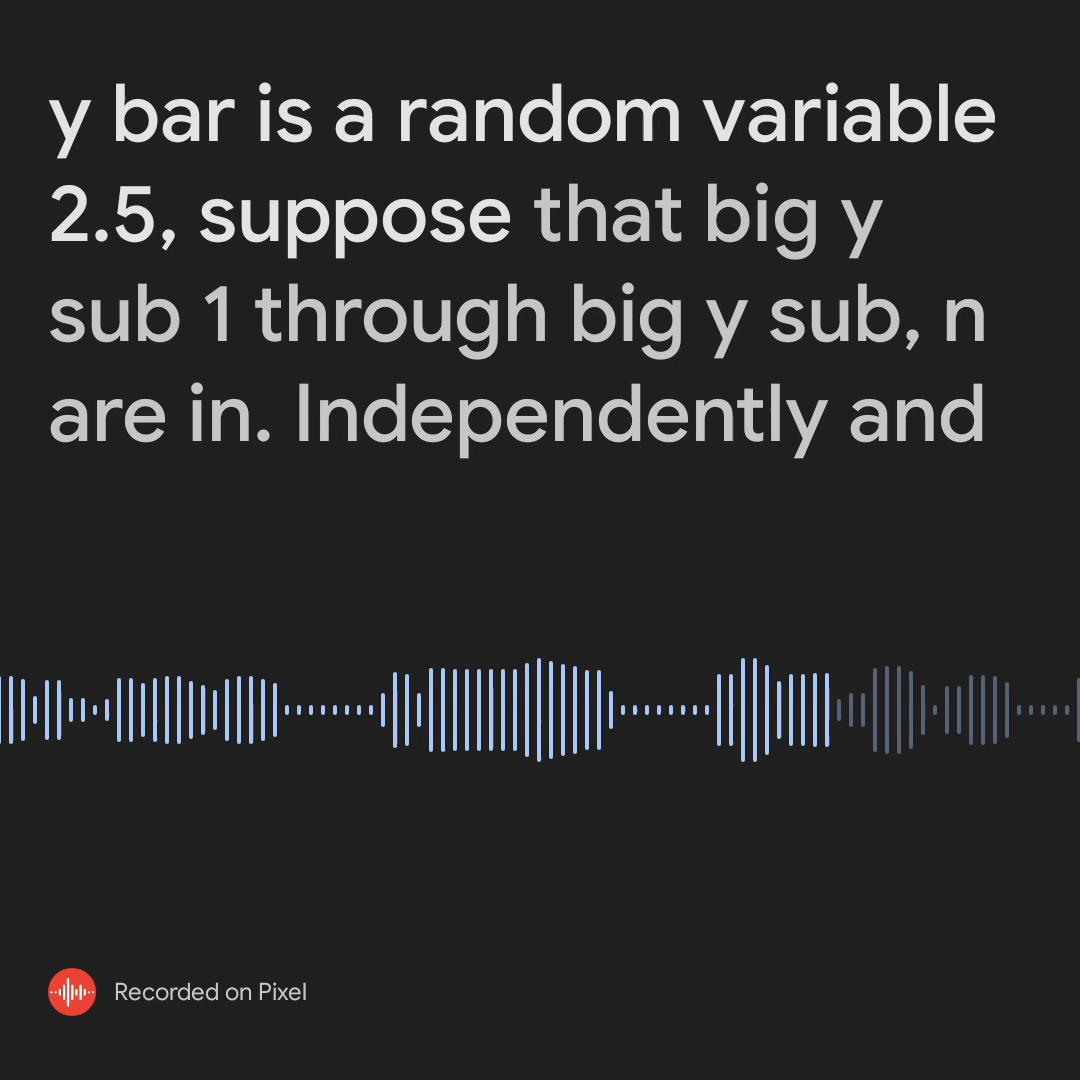 y bar is a random variable
2.5, suppose that big y
sub 1 through big y sub, n
are in. Independently and
Recorded on Pixel